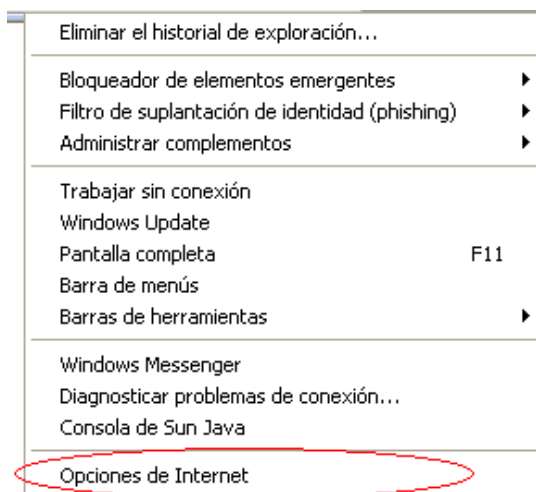 Eliminar el historial de exploración...
Bloqueador de elementos emergentes
Filtro de suplantación de identidad (phishing)
Administrar complementos
Trabajar sin conexión
Windows Update
Pantalla completa F11
Barra de menús
Barras de herramientas
Windows Messenger
Diagnosticar problemas de conexión...
Consola de Sun Java
Opciones de Internet